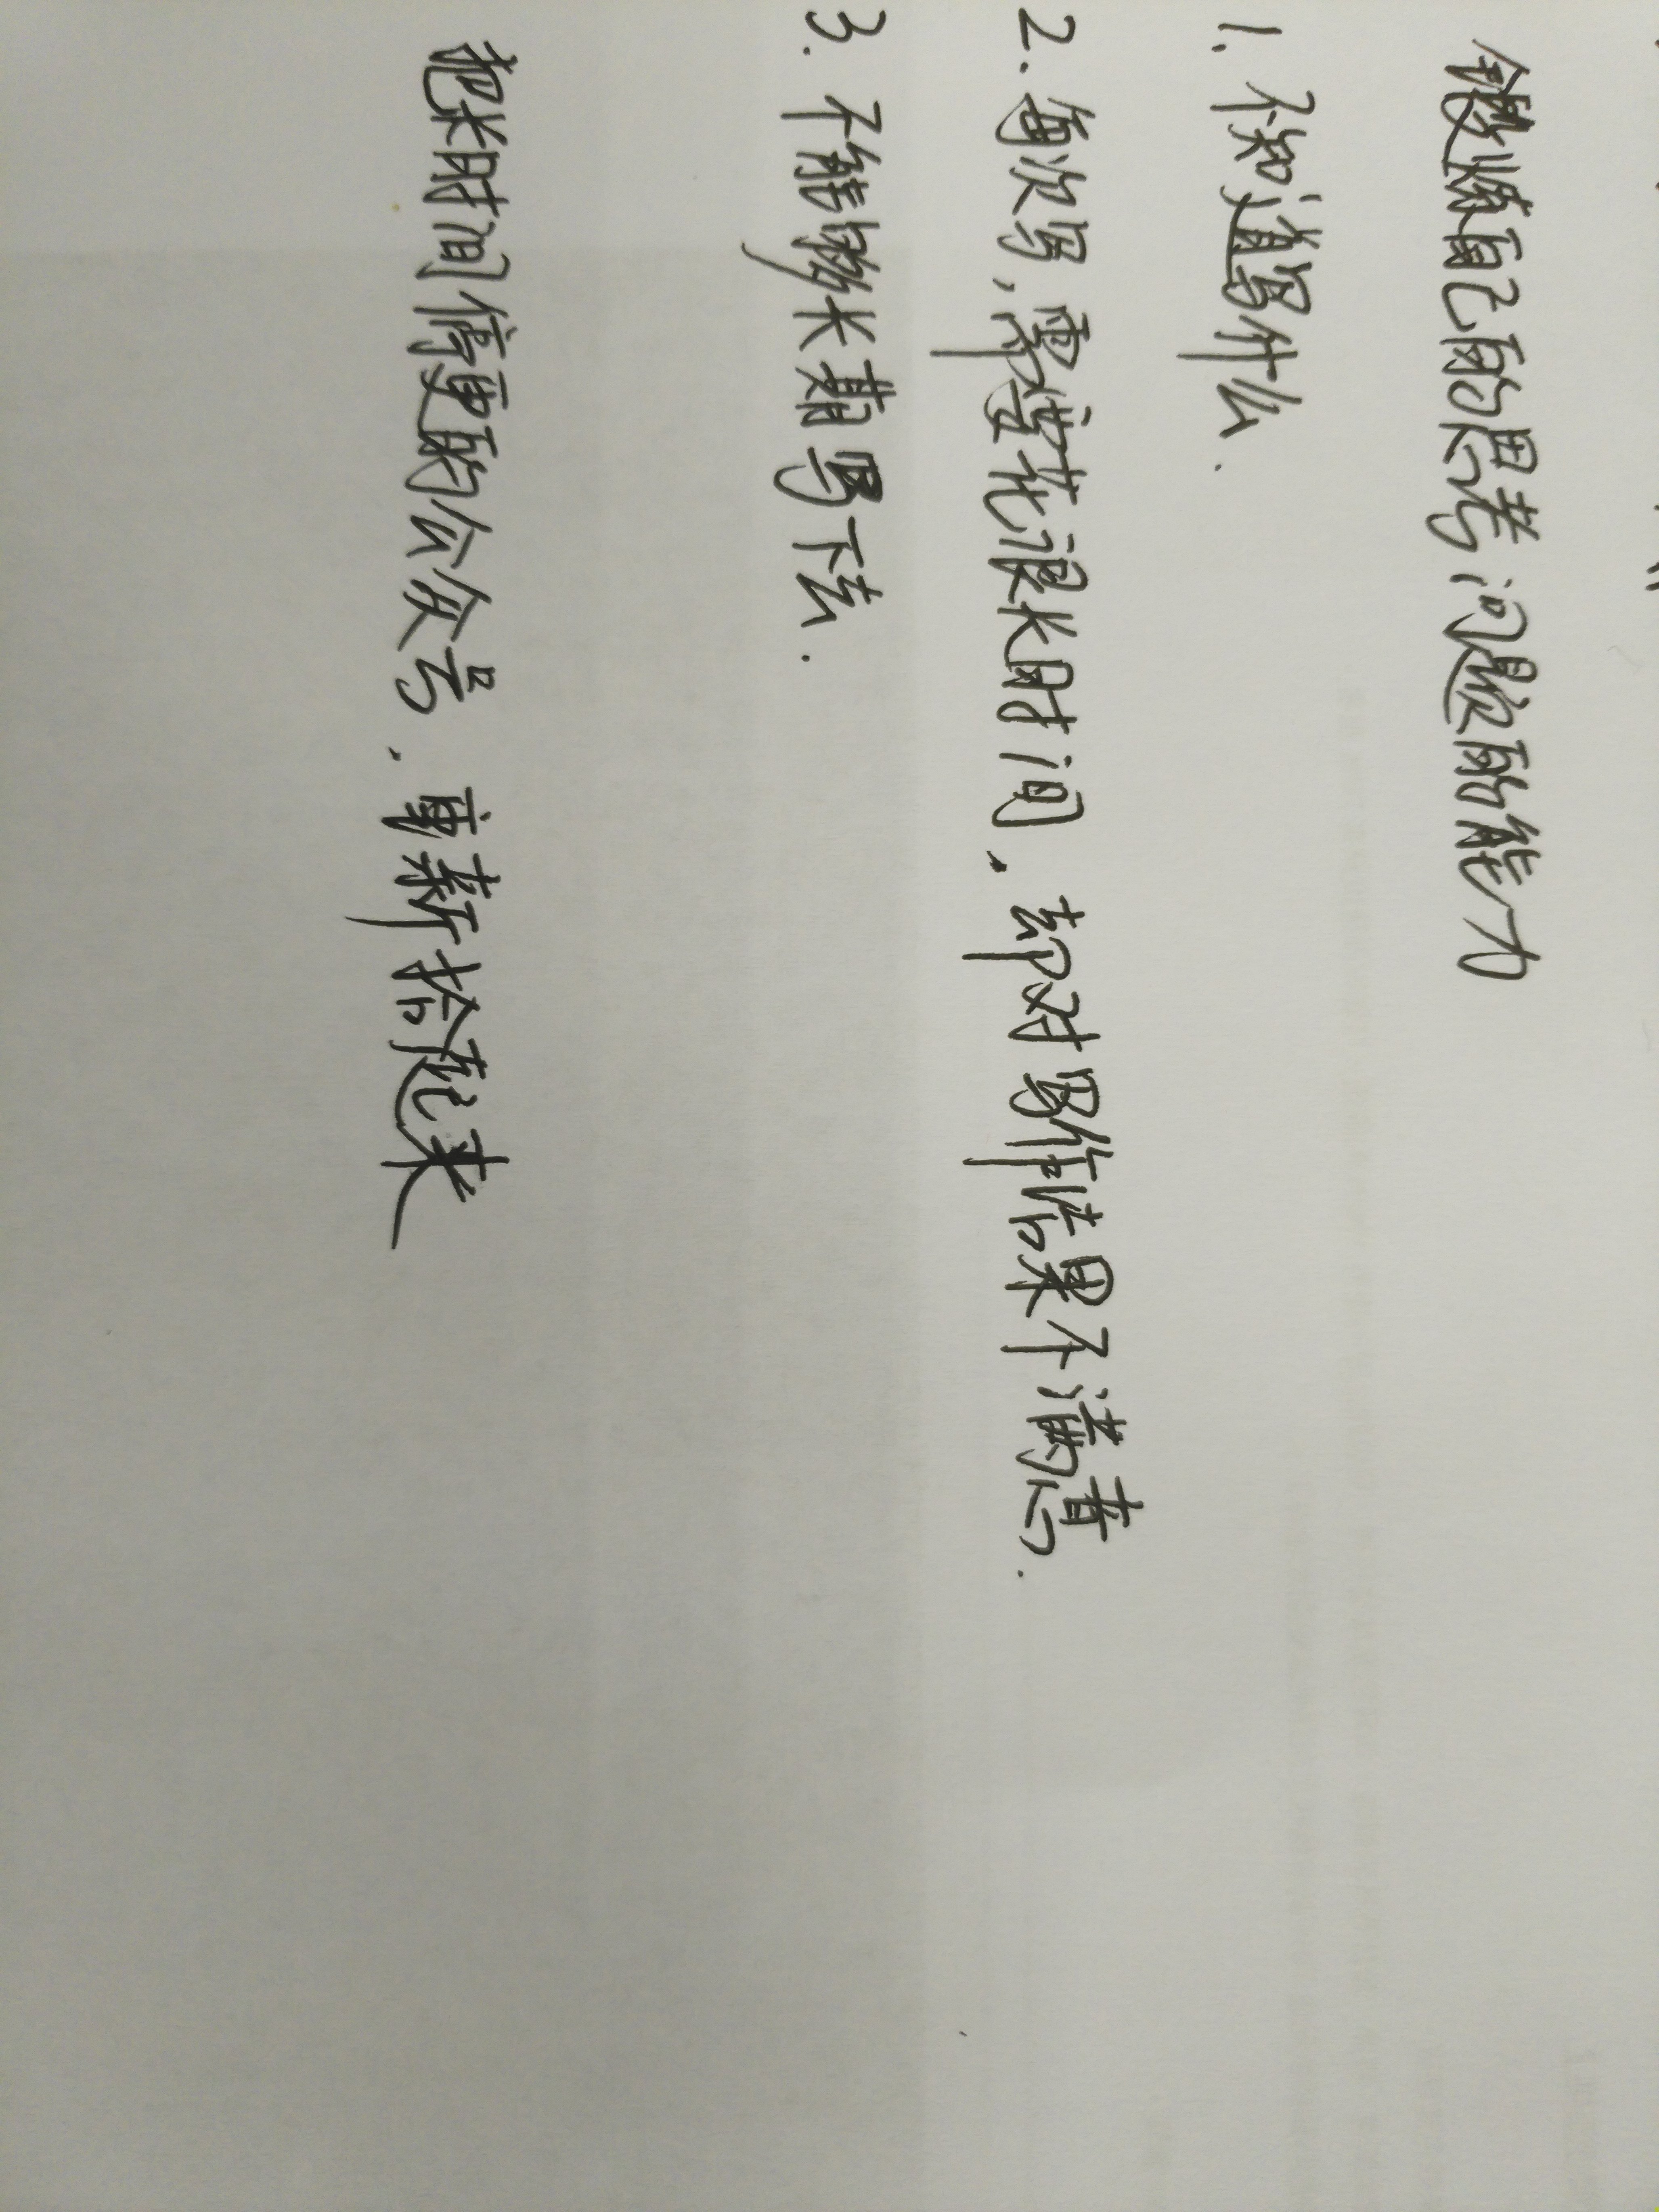 锻炼自己的思考问题的能力
1. 不知道写什么.
2. 每次写,需要花很长时间,却对写作结果不满意.
3. 不能够长期写下去.
把长时间停更的公众号,重新拾起来